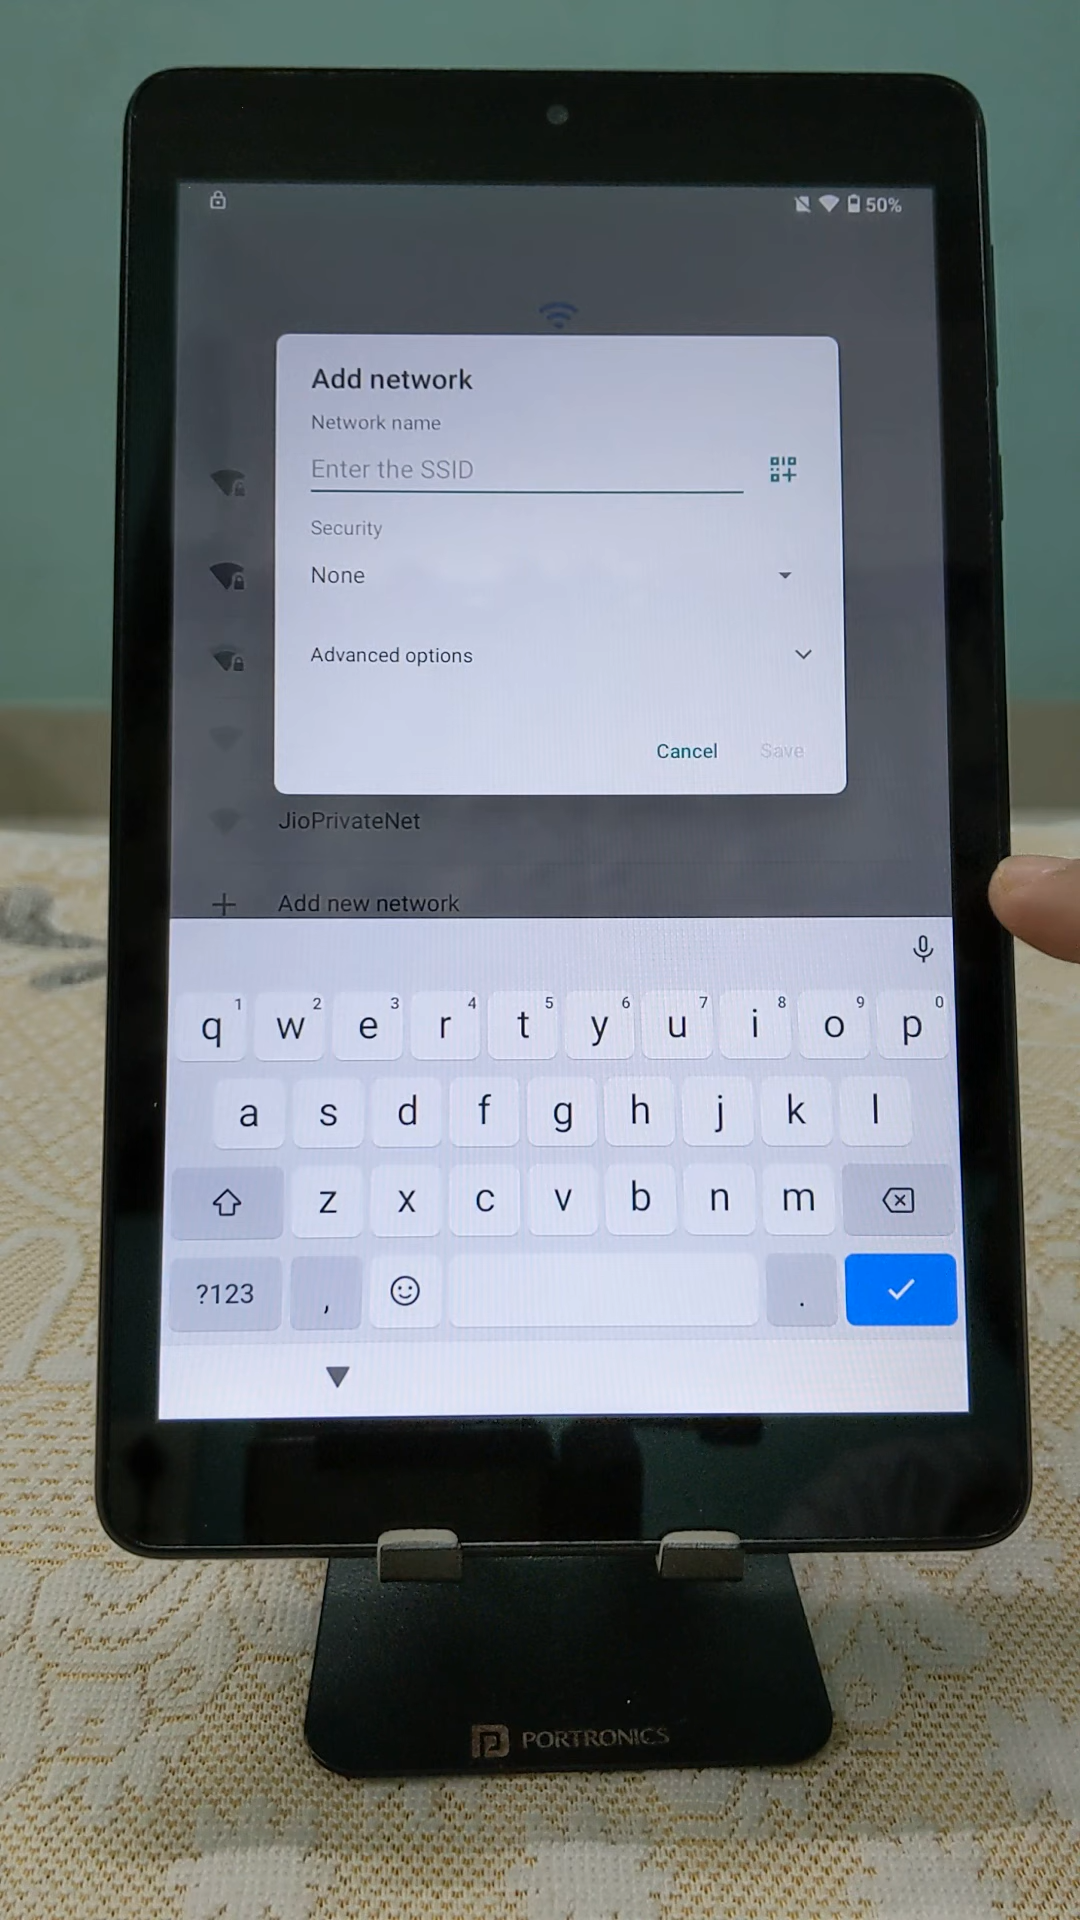 50%
Add network
Network name
Enter the SSID
Security
None
Advanced options
Cancel Save
JioPrivateNet
Add new network
q 1 w 2 e 3 r 4 t 5 y 6 u 7 i 8 o 9 p 0
a s d f g h j k l
z x c v b n m
?123 , .
PORTRONICS